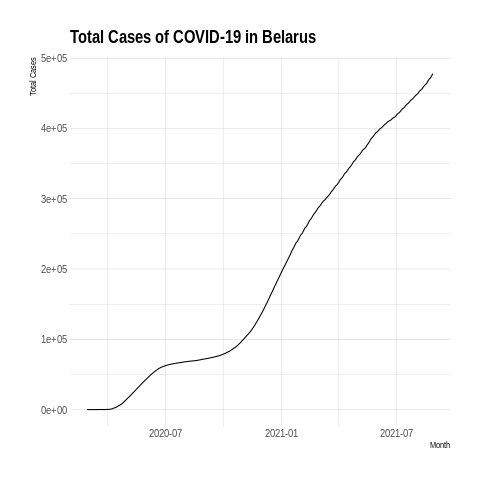 Total Cases of COVID-19 in Belarus
Total Cases
5e+05
4e+05
3e+05
2e+05
1e+05
0e+00
2020-07
2021-01
2021-07
Month